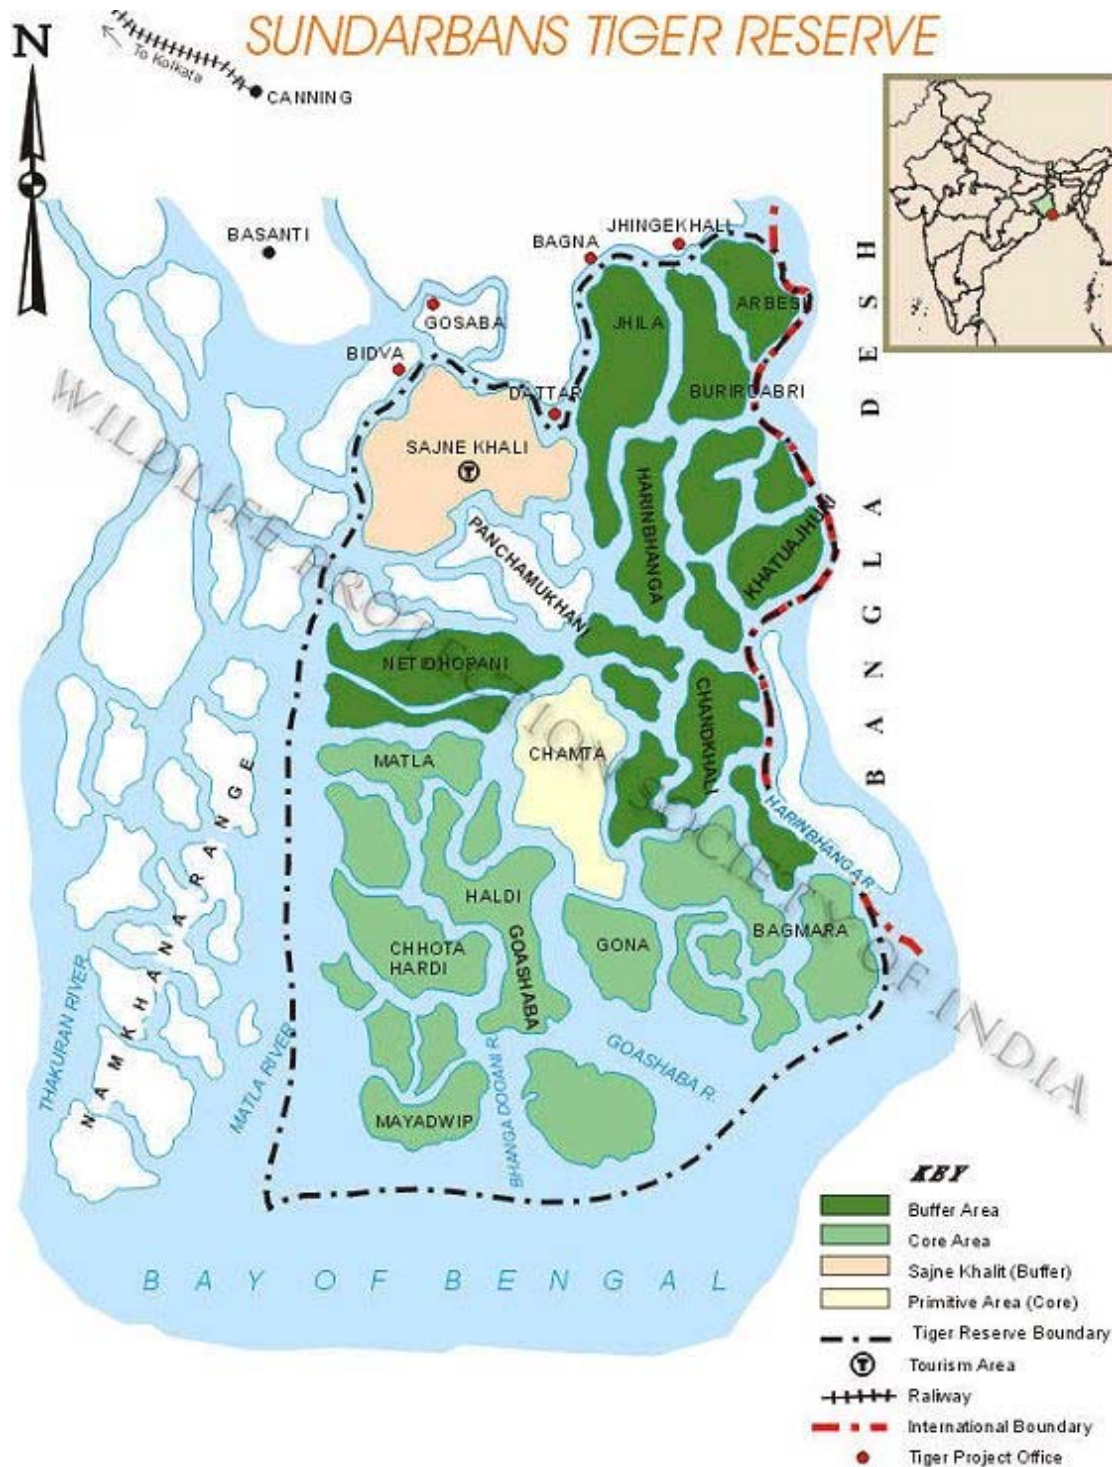 SUNDARBANS TIGER RESERVE
N
To Kolkata
CANNING
BASANTI
JHINGEKHALI
BAGNA
GOSABA
ARBESI
JHILA
BIDVA
DATTAR
BURIRDABRI
SAJNE KHALI
T
HARINBHANGA
KHATUAJHURI
PANCHAMUKHANI
BANGLA DESH
NETIDHOPANI
CHANDKHALI
MATLA
CHAMTA
HARINBHANGA R.
HALDI
GOASHABA
CHHOTA
HARDI
GONA
BAGMARA
NAMKHANA RANGE
THAKURAN RIVER
MATLA RIVER
BHANGA DOOANI R.
GOASHABA R.
MAYADWIP
BAY OF BENGAL
WILDLIFE PROTECTION SOCIETY OF INDIA
KEY
Buffer Area
Core Area
Sajne Khalit (Buffer)
Primitive Area (Core)
Tiger Reserve Boundary
T Tourism Area
Raliway
International Boundary
Tiger Project Office